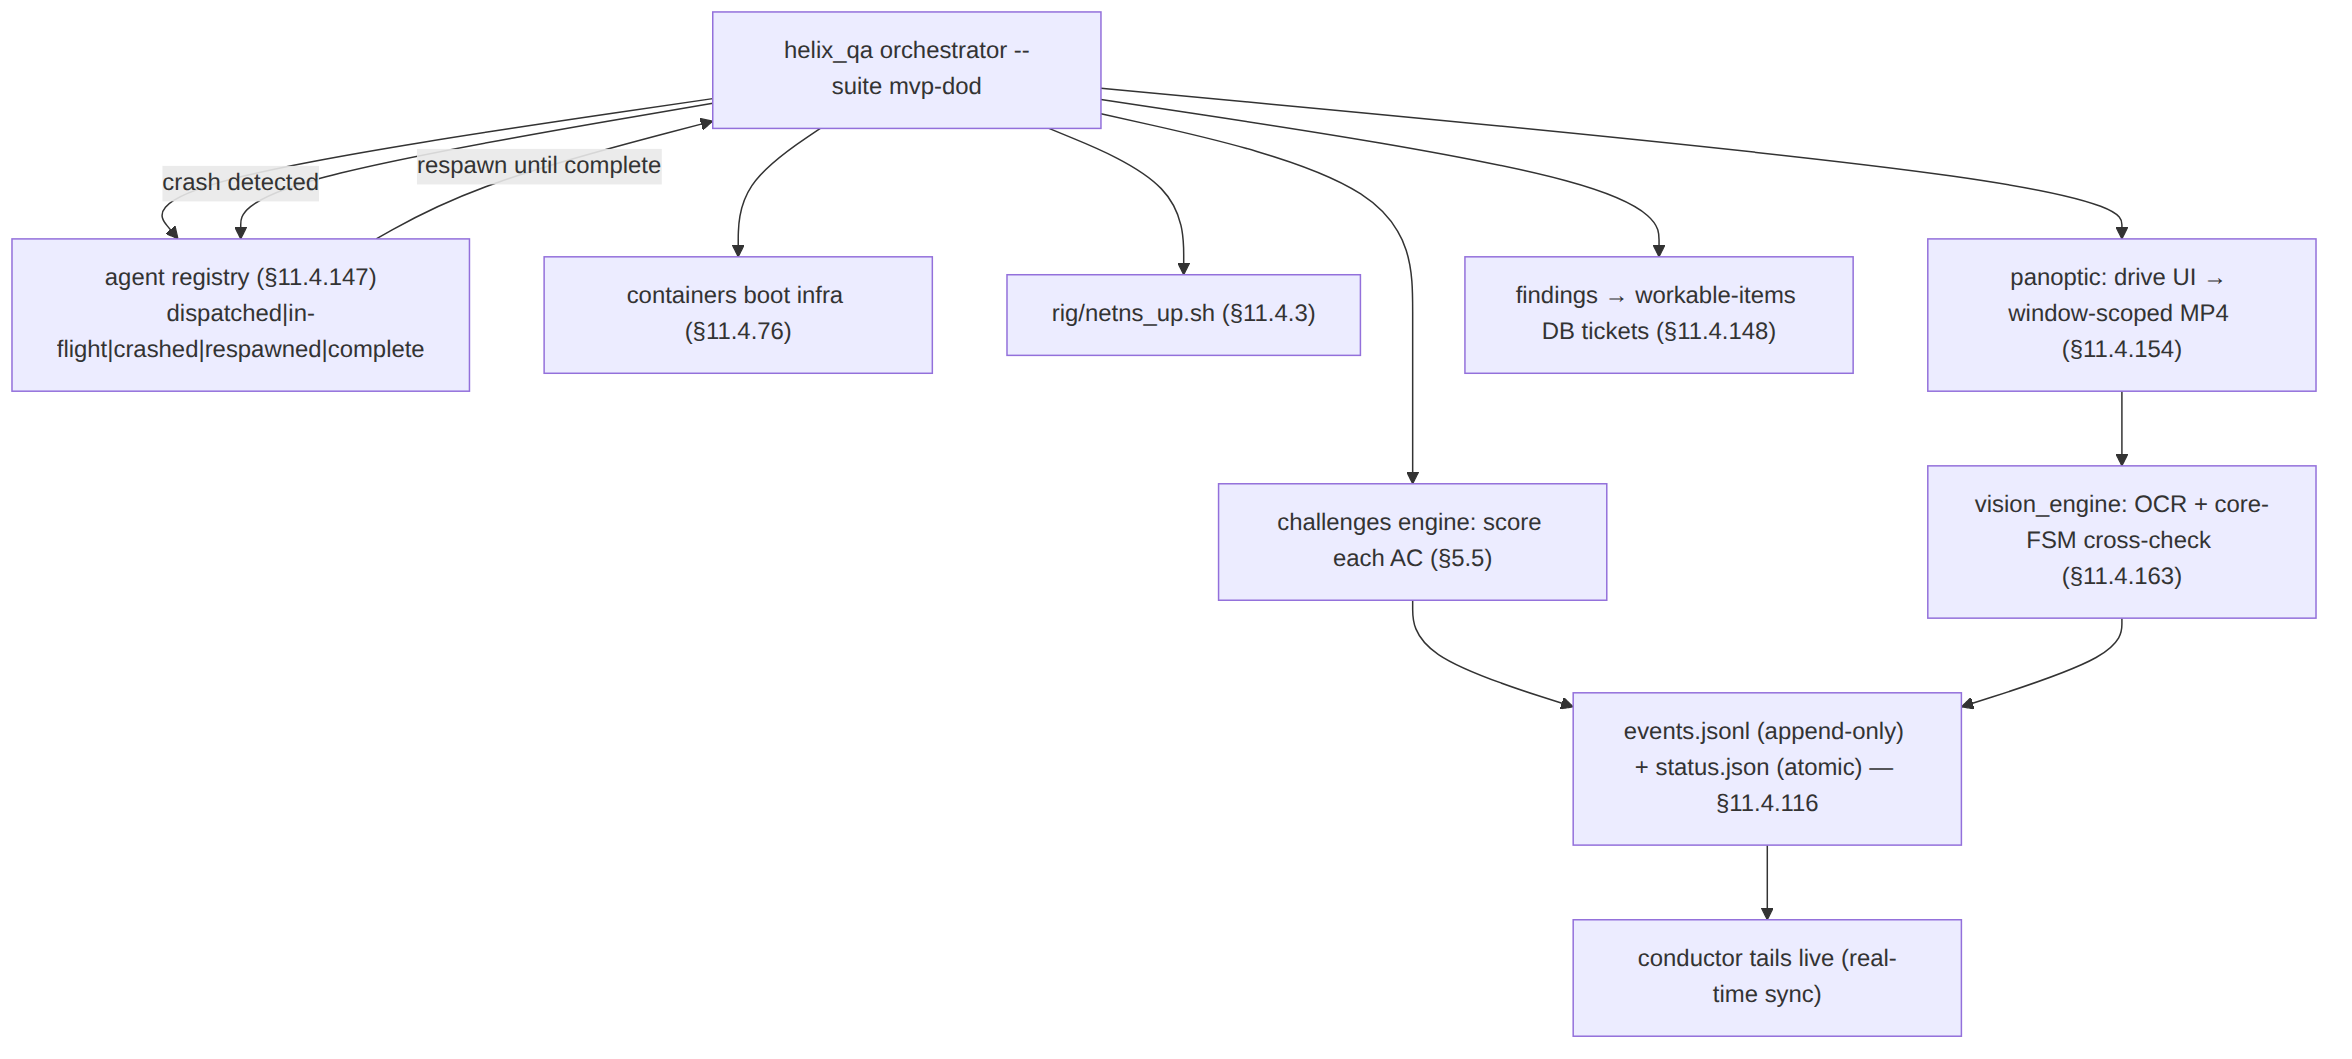 helix_qa orchestrator --
suite mvp-dod
crash detected
respawn until complete
agent registry (§11.4.147)
dispatched|in-
flight|crashed|respawned|complete
containers boot infra
(§11.4.76)
rig/netns_up.sh (§11.4.3)
findings → workable-items
DB tickets (§11.4.148)
panoptic: drive UI →
window-scoped MP4
(§11.4.154)
challenges engine: score
each AC (§5.5)
vision_engine: OCR + core-
FSM cross-check
(§11.4.163)
events.jsonl (append-only)
+ status.json (atomic) —
§11.4.116
conductor tails live (real-
time sync)